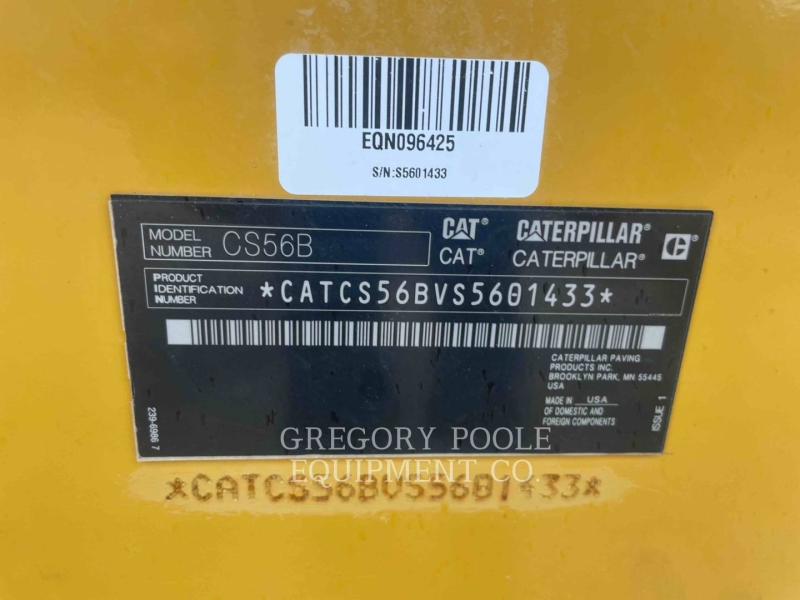 EQN096425
S/N:S5601433
MODEL NUMBER CS56B
CAT® CATERPILLAR®
CAT® CATERPILLAR® C
PRODUCT IDENTIFICATION NUMBER *CATCS56BVS5601433*
CATERPILLAR PAVING
PRODUCTS INC.
BROOKLYN PARK, MN 55445
USA
MADE IN USA
OF DOMESTIC AND
FOREIGN COMPONENTS
ISSUE 1
239-6986 7
GREGORY POOLE
EQUIPMENT CO
*CATCS56BVS5601433*